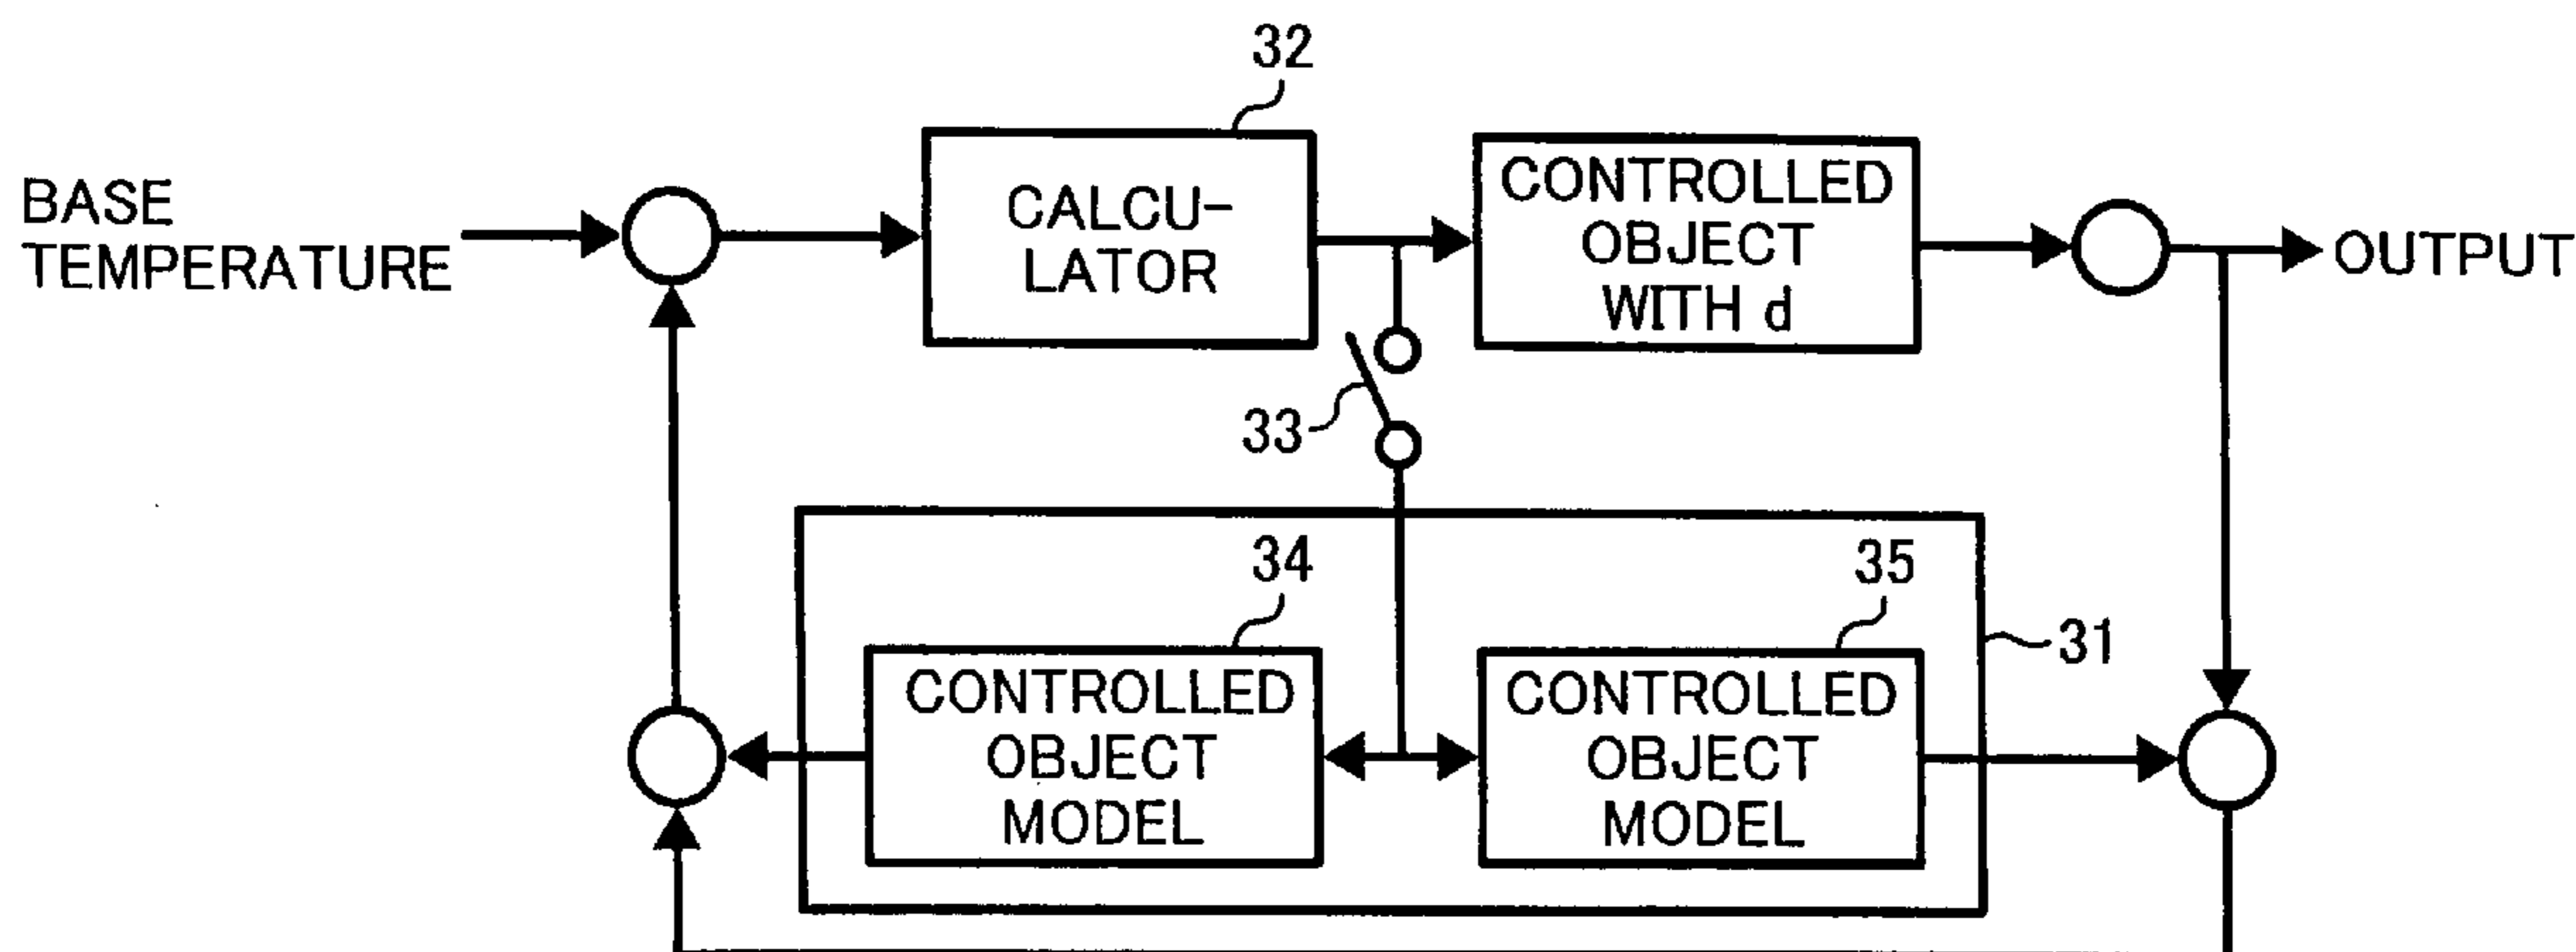 32
BASE
TEMPERATURE
CALCU-
LATOR
CONTROLLED
OBJECT
WITH d
OUTPUT
33
34
35
31
CONTROLLED
OBJECT
MODEL
CONTROLLED
OBJECT
MODEL